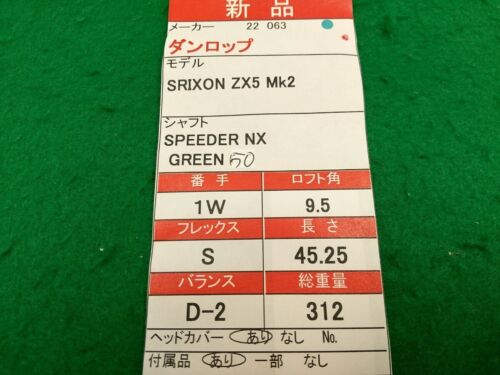 新品
メーカー 22 063
ダンロップ
モデル
SRIXON ZX5 Mk2
シャフト
SPEEDER NX
GREEN 50
番手 ロフト角
1W 9.5
フレックス 長さ
S 45.25
バランス 総重量
D-2 312
ヘッドカバー あり なし No.
付属品 あり 一部 なし